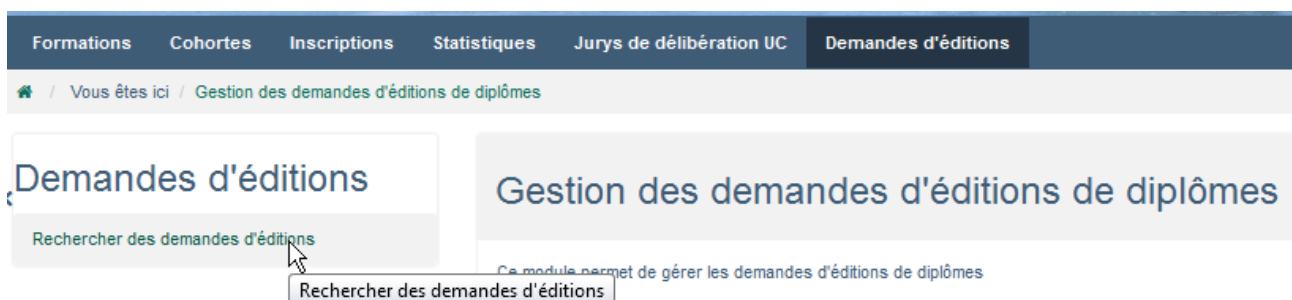 Formations Cohortes Inscriptions Statistiques Jurys de délibération UC Demandes d'éditions
/ Vous êtes ici / Gestion des demandes d'éditions de diplômes
Demandes d'éditions
Rechercher des demandes d'éditions
Rechercher des demandes d'éditions
Gestion des demandes d'éditions de diplômes
Ce module permet de gérer les demandes d'éditions de diplômes